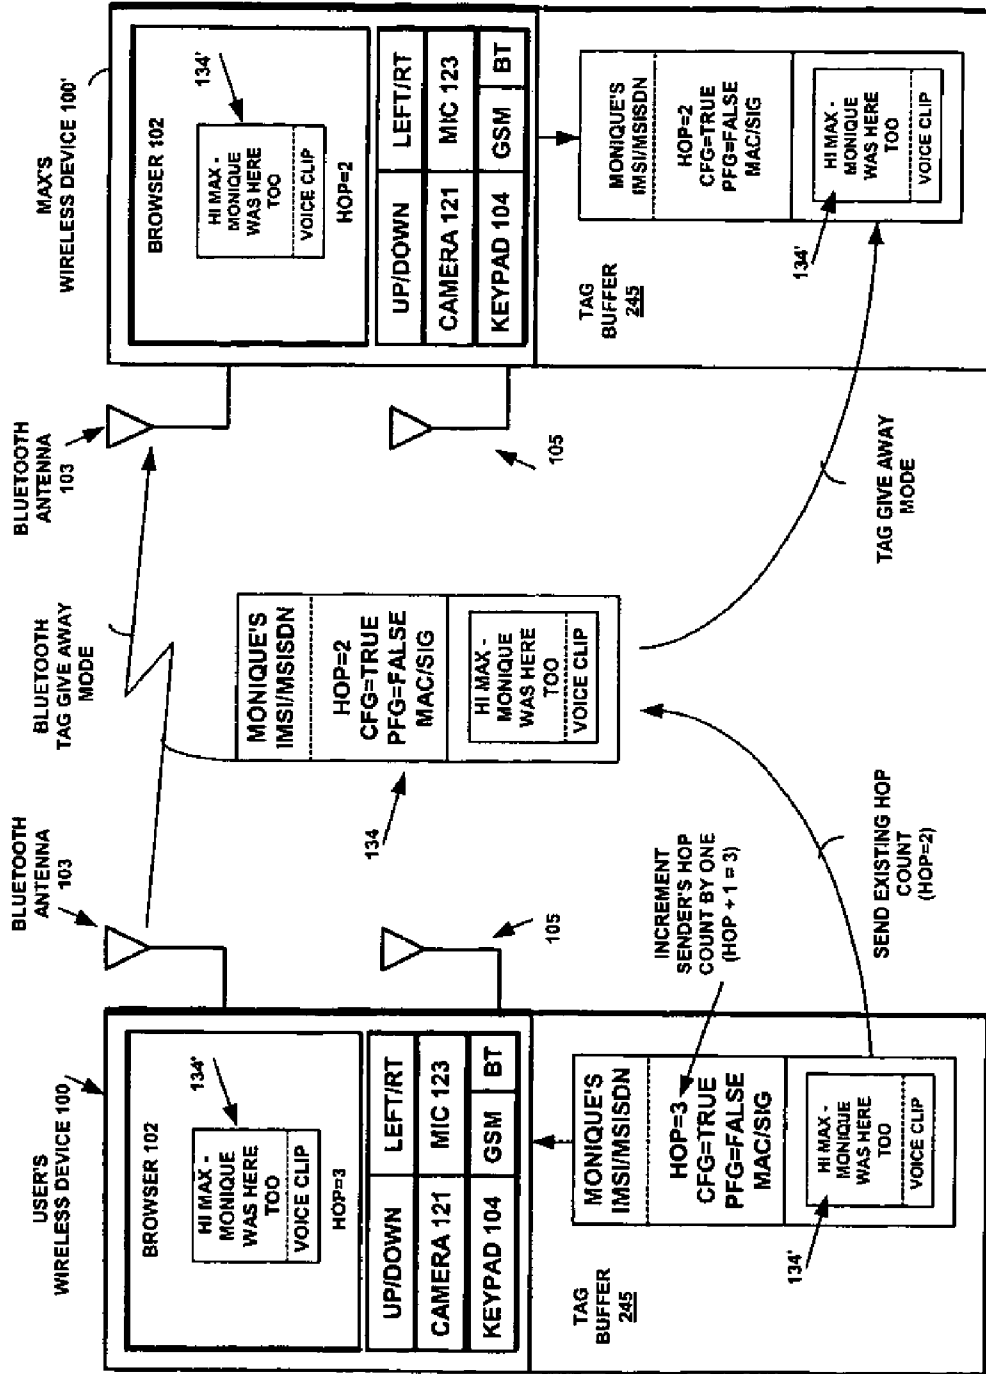 USER'S
WIRELESS DEVICE 100
BROWSER 102
134'
HI MAX -
MONIQUE
WAS HERE
TOO
VOICE CLIP
HOP=3
UP/DOWN
LEFT/RT
CAMERA 121
MIC 123
KEYPAD 104
GSM
BT
TAG
BUFFER
245
MONIQUE'S
IMSI/MSISDN
HOP=3
CFG=TRUE
PFG=FALSE
MAC/SIG
HI MAX -
MONIQUE
WAS HERE
TOO
VOICE CLIP
134'
BLUETOOTH
ANTENNA
103
105
INCREMENT
SENDER'S HOP
COUNT BY ONE
(HOP + 1 = 3)
SEND EXISTING HOP
COUNT
(HOP=2)
BLUETOOTH
TAG GIVE AWAY
MODE
MONIQUE'S
IMSI/MSISDN
HOP=2
CFG=TRUE
PFG=FALSE
MAC/SIG
HI MAX -
MONIQUE
WAS HERE
TOO
VOICE CLIP
134
BLUETOOTH
ANTENNA
103
105
TAG GIVE AWAY
MODE
MAX'S
WIRELESS DEVICE 100'
BROWSER 102
134'
HI MAX -
MONIQUE
WAS HERE
TOO
VOICE CLIP
HOP=2
UP/DOWN
LEFT/RT
CAMERA 121
MIC 123
KEYPAD 104
GSM
BT
TAG
BUFFER
245
MONIQUE'S
IMSI/MSISDN
HOP=2
CFG=TRUE
PFG=FALSE
MAC/SIG
HI MAX -
MONIQUE
WAS HERE
TOO
VOICE CLIP
134'